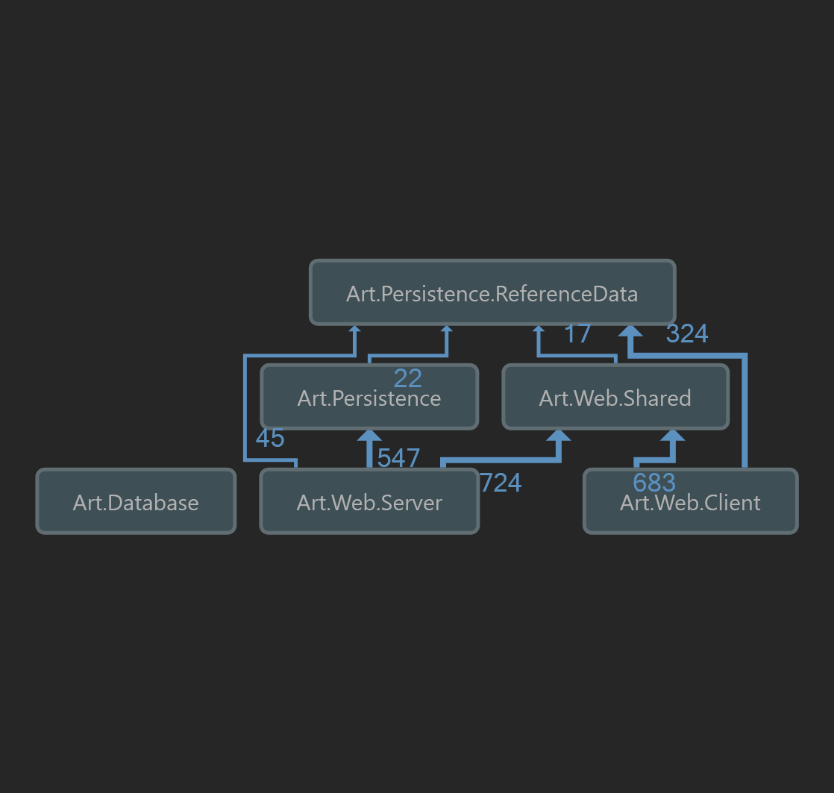 Art.Persistence.ReferenceData
17
324
22
Art.Persistence
Art.Web.Shared
45
547
724
683
Art.Database
Art.Web.Server
Art.Web.Client